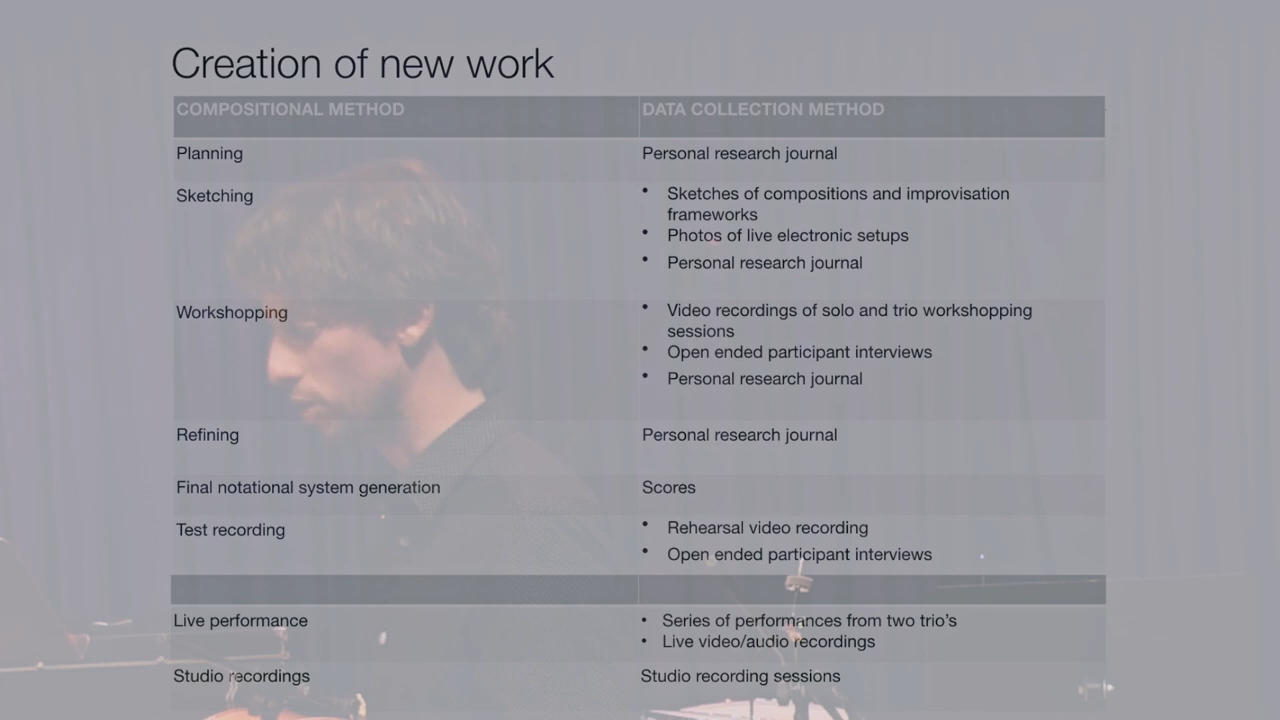 Creation of new work
COMPOSITIONAL METHOD
DATA COLLECTION METHOD
Planning
Personal research journal
Sketching
• Sketches of compositions and improvisation
frameworks
• Photos of live electronic setups
• Personal research journal
Workshopping
• Video recordings of solo and trio workshopping
sessions
• Open ended participant interviews
• Personal research journal
Refining
Personal research journal
Final notational system generation
Scores
Test recording
• Rehearsal video recording
• Open ended participant interviews
Live performance
• Series of performances from two trio's
• Live video/audio recordings
Studio recordings
Studio recording sessions